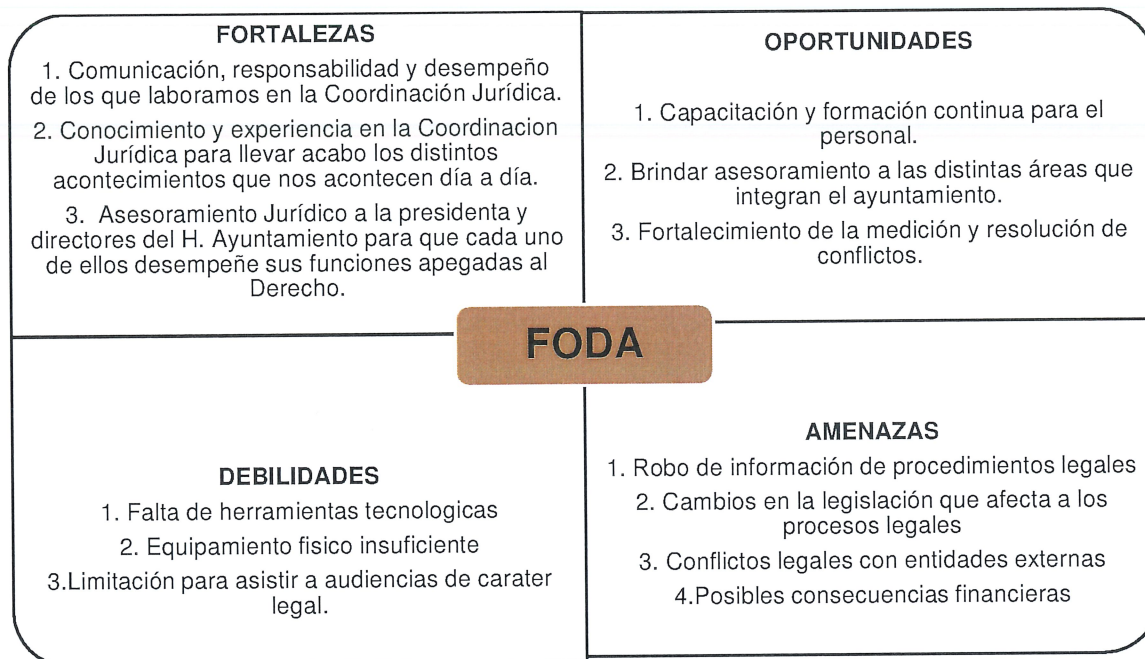 FORTALEZAS
1. Comunicación, responsabilidad y desempeño
de los que laboramos en la Coordinación Jurídica.
2. Conocimiento y experiencia en la Coordinacion
Jurídica para llevar acabo los distintos
acontecimientos que nos acontecen día a día.
3. Asesoramiento Jurídico a la presidenta y
directores del H. Ayuntamiento para que cada uno
de ellos desempeñe sus funciones apegadas al
Derecho.
OPORTUNIDADES
1. Capacitación y formación continua para el
personal.
2. Brindar asesoramiento a las distintas áreas que
integran el ayuntamiento.
3. Fortalecimiento de la medición y resolución de
conflictos.
FODA
DEBILIDADES
1. Falta de herramientas tecnologicas
2. Equipamiento fisico insuficiente
3.Limitación para asistir a audiencias de carater
legal.
AMENAZAS
1. Robo de información de procedimientos legales
2. Cambios en la legislación que afecta a los
procesos legales
3. Conflictos legales con entidades externas
4.Posibles consecuencias financieras